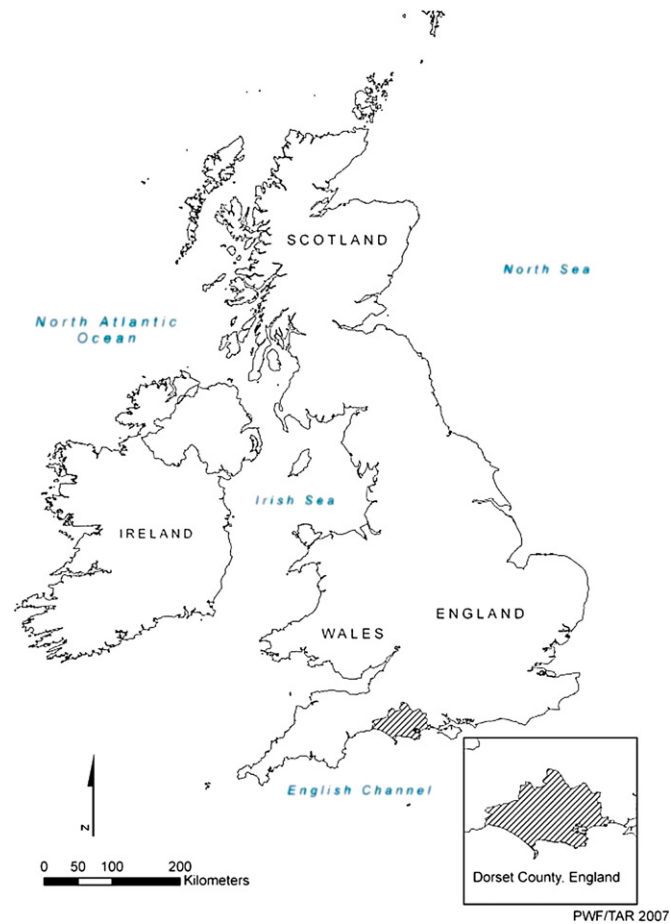 SCOTLAND
North Sea
North Atlantic
Ocean
Irish Sea
IRELAND
ENGLAND
WALES
English Channel
N
0 50 100 200
Kilometers
Dorset County, England
PWF/TAR 2007